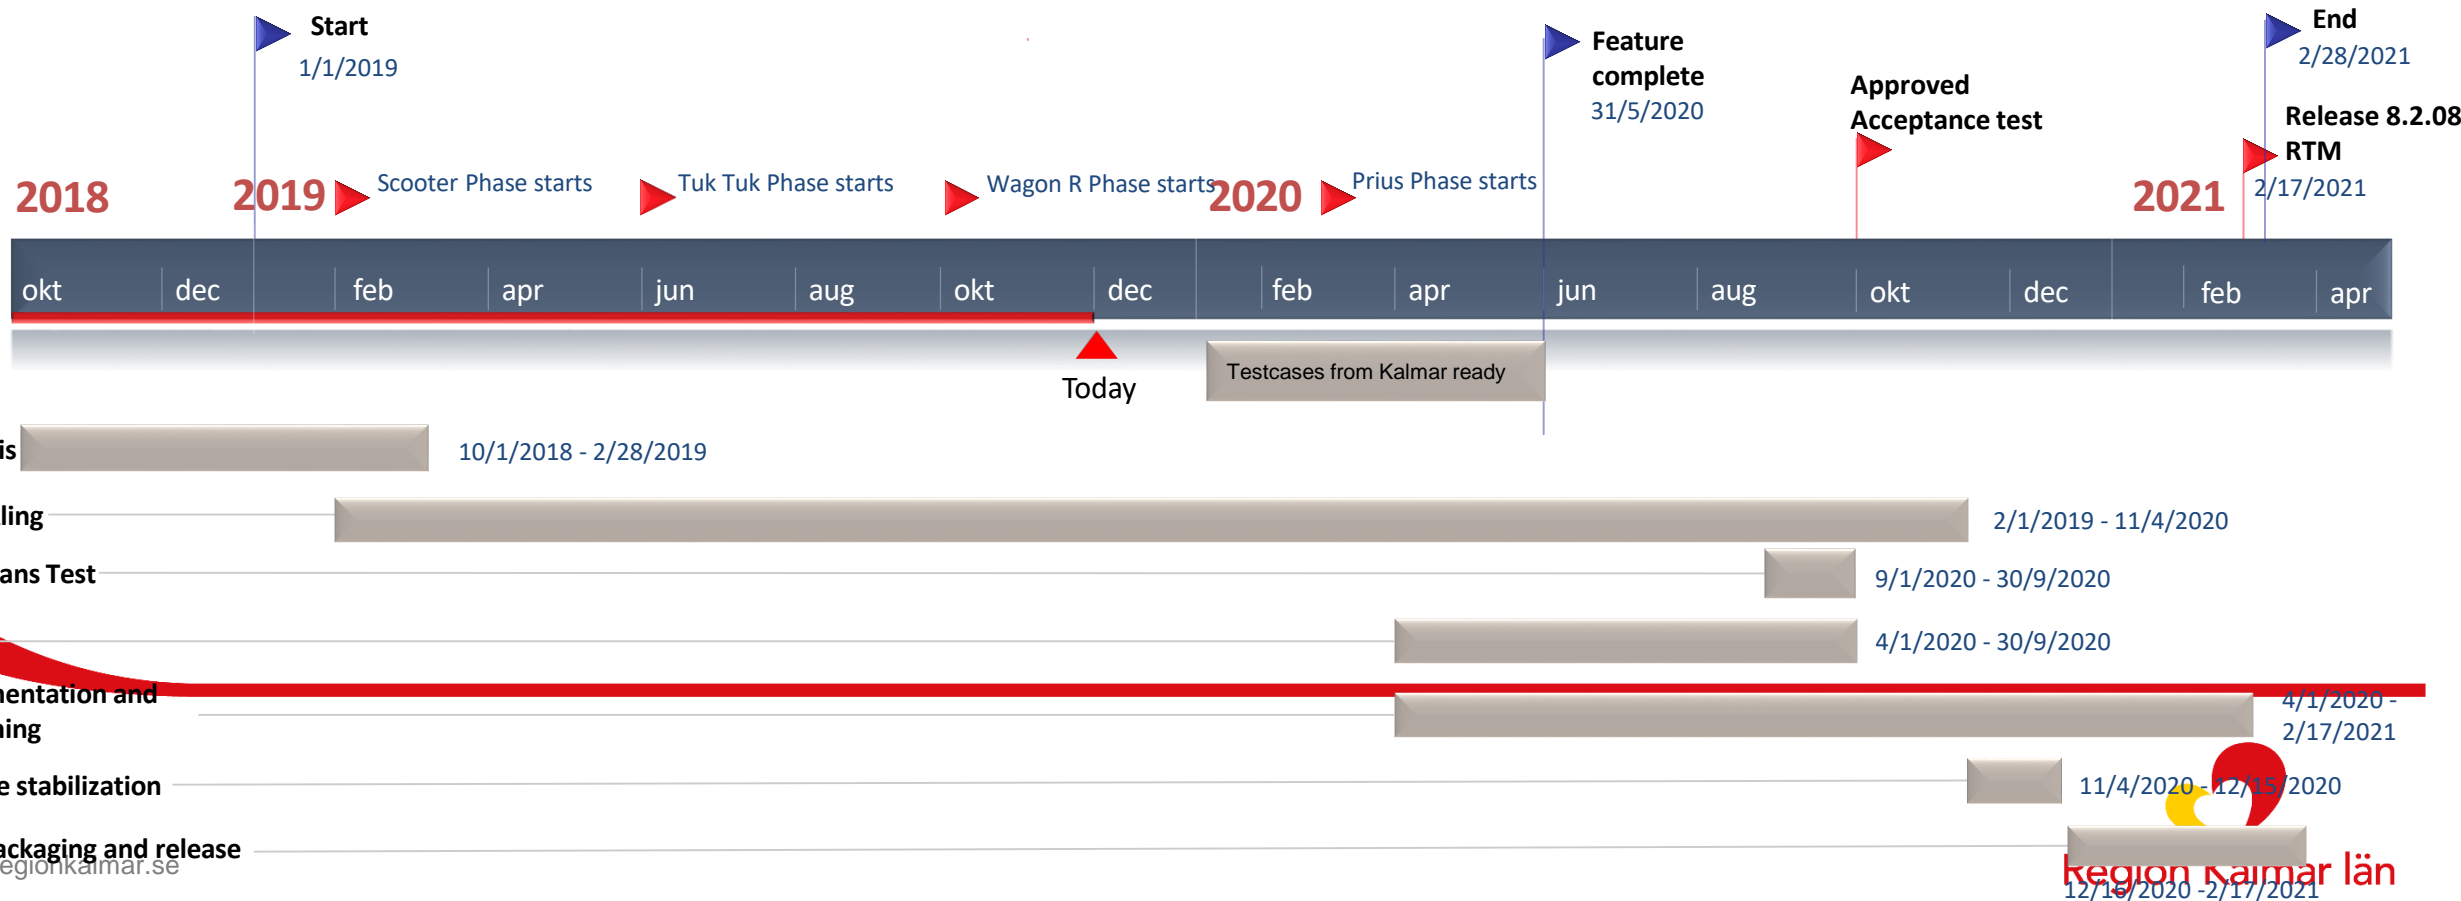 Start
1/1/2019
Feature
complete
31/5/2020
End
2/28/2021
Approved
Acceptance test
Release 8.2.08
RTM
2/17/2021
2018
2019
Scooter Phase starts
Tuk Tuk Phase starts
Wagon R Phase starts
2020
Prius Phase starts
2021
okt dec feb apr jun aug okt dec feb apr jun aug okt dec feb apr
Today
Testcases from Kalmar ready
is
10/1/2018 - 2/28/2019
ling
2/1/2019 - 11/4/2020
ans Test
9/1/2020 - 30/9/2020
4/1/2020 - 30/9/2020
nentation and
ning
4/1/2020 -
2/17/2021
e stabilization
11/4/2020 - 12/15/2020
ackaging and release
egionkalmar.se
Region Kalmar län
12/16/2020 -2/17/2021